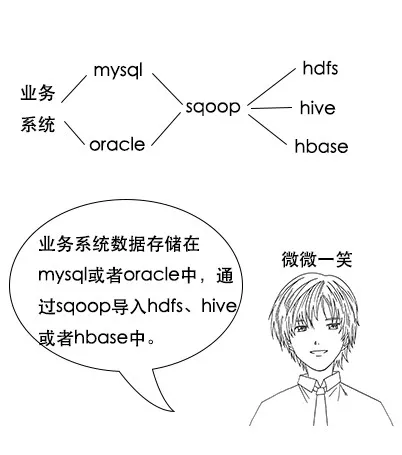 mysql
业务
系统
oracle
sqoop
hdfs
hive
hbase
业务系统数据存储在
mysql或者oracle中，通
过sqoop导入hdfs、hive
或者hbase中。
微微一笑